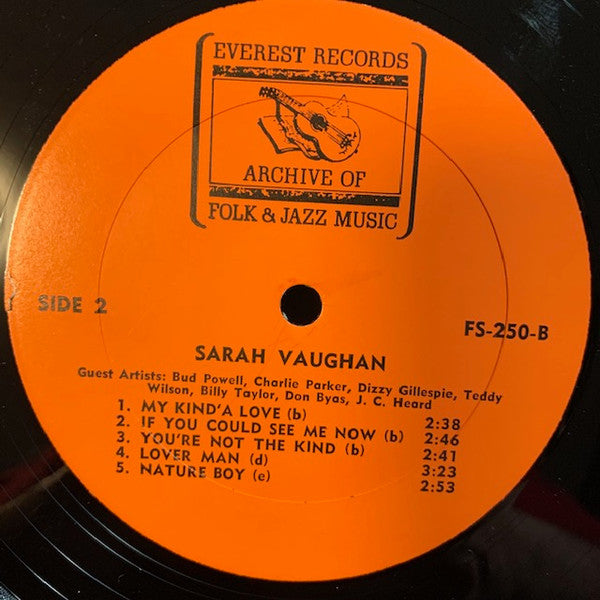 EVEREST RECORDS
ARCHIVE OF
FOLK & JAZZ MUSIC
SIDE 2
FS-250-B
SARAH VAUGHAN
Guest Artists: Bud Powell, Charlie Parker, Dizzy Gillespie, Teddy
Wilson, Billy Taylor, Don Byas, J. C. Heard
1. MY KIND'A LOVE (b) 2:38
2. IF YOU COULD SEE ME NOW (b) 2:46
3. YOU'RE NOT THE KIND (b) 2:41
4. LOVER MAN (d) 3:23
5. NATURE BOY (e) 2:53